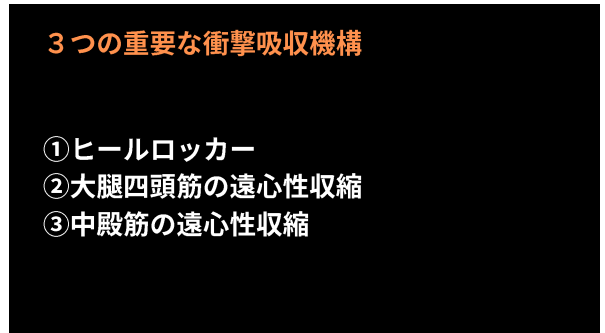 ３つの重要な衝撃吸収機構
①ヒールロッカー
②大腿四頭筋の遠心性収縮
③中殿筋の遠心性収縮